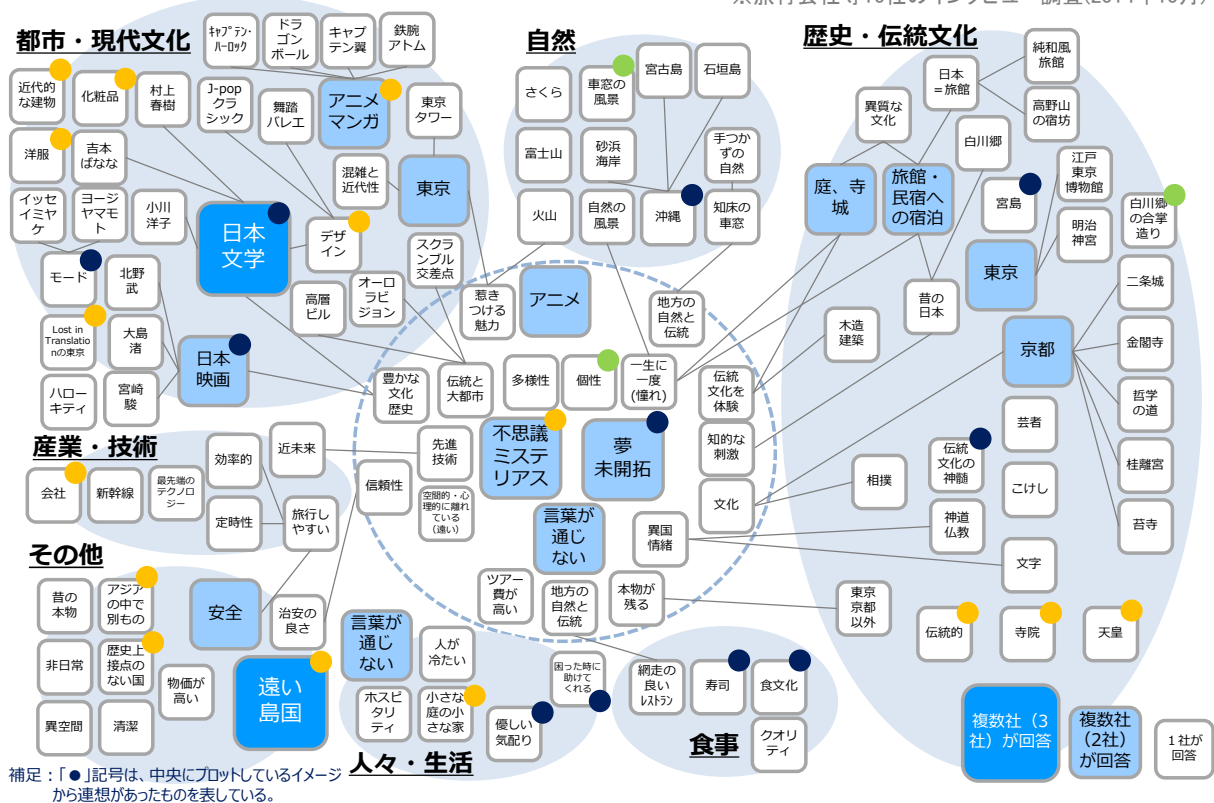 都市・現代文化
ｷｬﾌﾟﾃﾝ･
ﾊｰﾛｯｸ
ドラ
ゴン
ボール
キャプ
テン翼
鉄腕
アトム
近代的
な建物
化粧品
村上
春樹
J-pop
クラ
シック
舞踏
バレエ
アニメ
マンガ
東京
タワー
洋服
吉本
ばなな
混雑と
近代性
東京
イッセ
イミヤ
ケ
ヨージ
ヤマモ
ト
小川
洋子
日本
文学
デザ
イン
スクラ
ンブル
交差点
モード
北野
武
高層
ビル
オーロ
ラビ
ジョン
Lost in
Translatio
nの東京
大島
渚
日本
映画
ハロー
キティ
宮崎
駿
自然
さくら
車窓の
風景
宮古島
石垣島
富士山
砂浜
海岸
手つか
ずの
自然
火山
自然の
風景
沖縄
知床の
車窓
歴史・伝統文化
日本
＝旅館
純和風
旅館
異質な
文化
高野山
の宿坊
白川郷
庭、寺
城
旅館・
民宿へ
の宿泊
宮島
江戸
東京
博物館
白川郷
の合掌
造り
東京
明治
神宮
昔の
日本
二条城
木造
建築
京都
金閣寺
哲学
の道
芸者
伝統
文化の
神髄
桂離宮
相撲
こけし
神道
仏教
苔寺
文字
東京
京都
以外
伝統的
寺院
天皇
惹き
つける
魅力
アニメ
地方の
自然と
伝統
豊かな
文化
歴史
伝統と
大都市
多様性
個性
一生に
一度
(憧れ)
伝統
文化を
体験
先進
技術
不思議
ミステ
リアス
夢
未開拓
知的な
刺激
信頼性
空間的・心
理的に離れ
ている
（遠い）
言葉が
通じ
ない
異国
情緒
文化
ツアー
費が
高い
地方の
自然と
伝統
本物が
残る
産業・技術
効率的
近未来
会社
新幹線
最先端の
テクノロ
ジー
定時性
旅行し
やすい
その他
昔の
本物
アジア
の中で
別もの
安全
治安の
良さ
非日常
歴史上
接点の
ない国
物価が
高い
遠い
島国
異空間
清潔
言葉が
通じ
ない
人が
冷たい
困った時に
助けて
くれる
ホスピ
タリ
ティ
小さな
庭の小
さな家
優しい
気配り
人々・生活
網走の
良い
ﾚｽﾄﾗﾝ
寿司
食文化
クオリ
ティ
食事
複数社（3
社）が回答
複数社
（2社）
が回答
１社が
回答
補足：「●」記号は、中央にプロットしているイメージ
から連想があったものを表している。